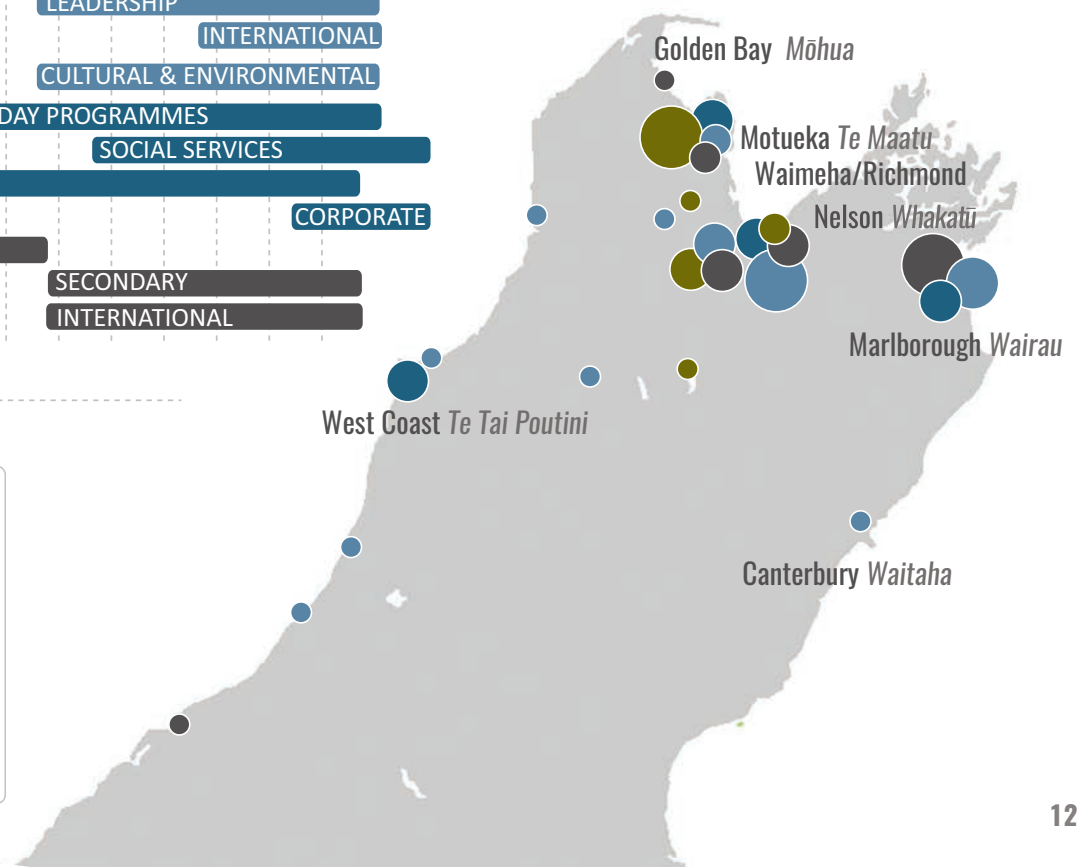 LEADERSHIP
INTERNATIONAL
CULTURAL & ENVIRONMENTAL
DAY PROGRAMMES
SOCIAL SERVICES
CORPORATE
SECONDARY
INTERNATIONAL
Golden Bay Mōhua
Motueka Te Maatu
Waimeha/Richmond
Nelson Whakatū
Marlborough Wairau
West Coast Te Tai Poutini
Canterbury Waitaha
12